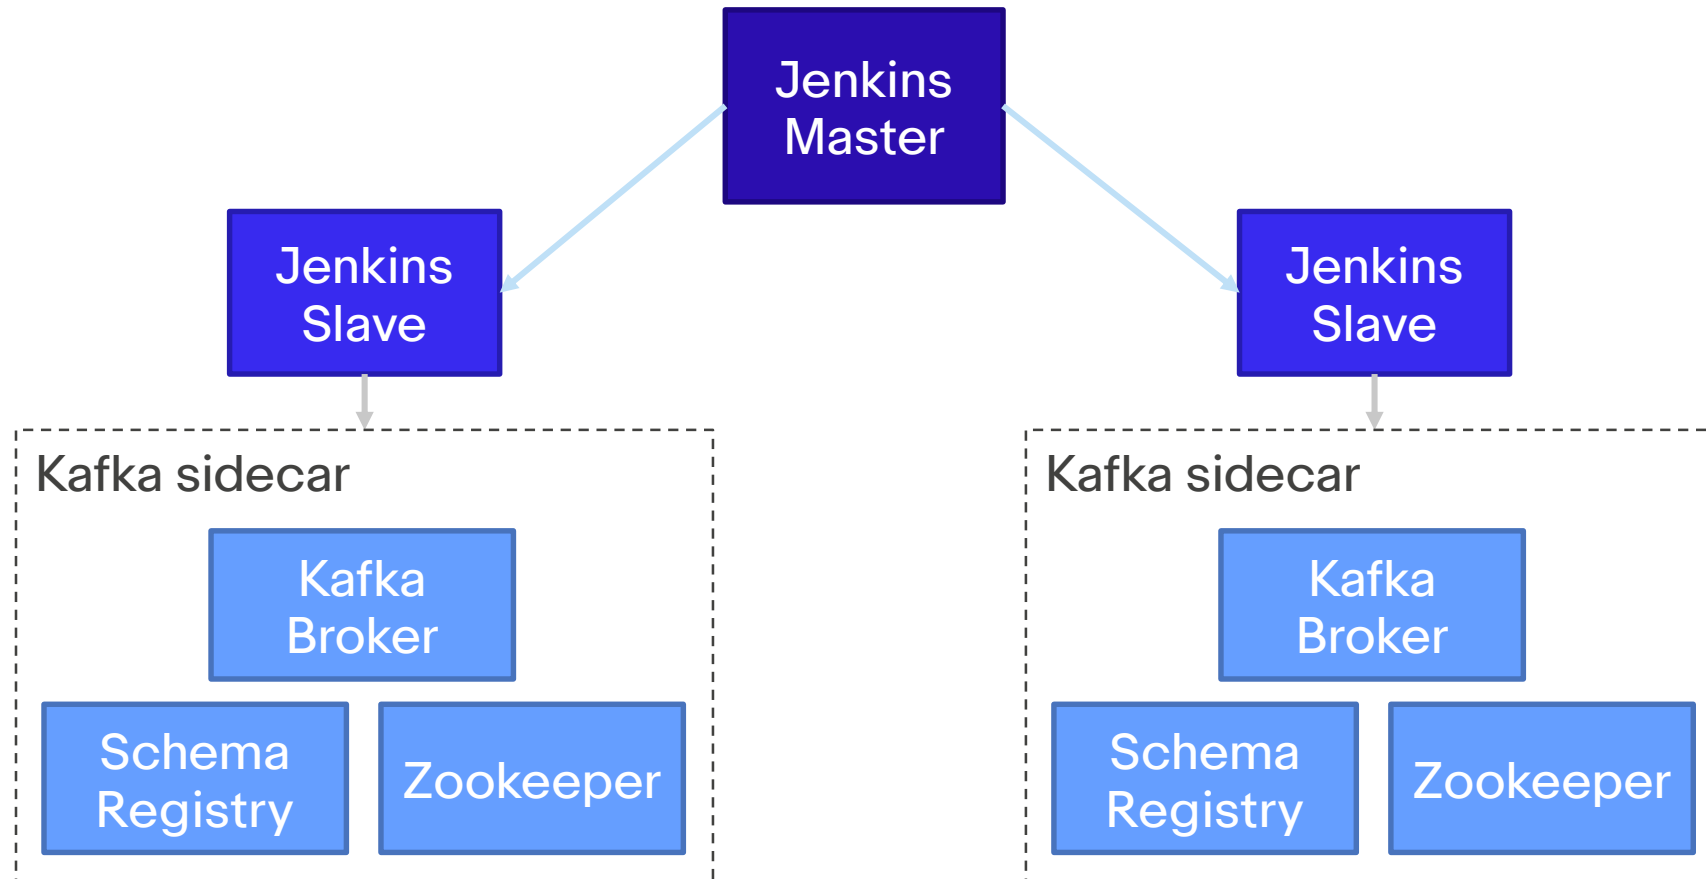 Jenkins
Master
Jenkins
Slave
Jenkins
Slave
Kafka sidecar
Kafka
Broker
Schema
Registry
Zookeeper
Kafka sidecar
Kafka
Broker
Schema
Registry
Zookeeper